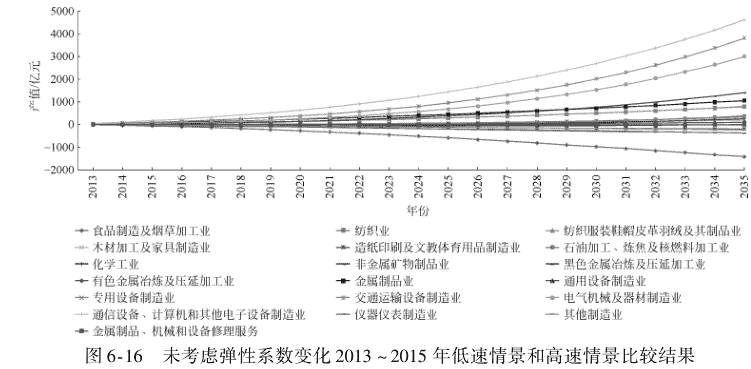 5000
4000
3000
2000
1000
0
−1000
−2000
产值/亿元
2013 2014 2015 2016 2017 2018 2019 2020 2021 2022 2023 2024 2025 2026 2027 2028 2029 2030 2031 2032 2033 2034 2035
年份
食品制造及烟草加工业 纺织业 纺织服装鞋帽皮革羽绒及其制品业
木材加工及家具制造业 造纸印刷及文教体育用品制造业 石油加工、炼焦及核燃料加工业
化学工业 非金属矿物制品业 黑色金属冶炼及压延加工业
有色金属冶炼及压延加工业 金属制品业 通用设备制造业
专用设备制造业 交通运输设备制造业 电气机械及器材制造业
通信设备、计算机和其他电子设备制造业 仪器仪表制造业 其他制造业
金属制品、机械和设备修理服务
图 6-16 未考虑弹性系数变化 2013 ~ 2015 年低速情景和高速情景比较结果